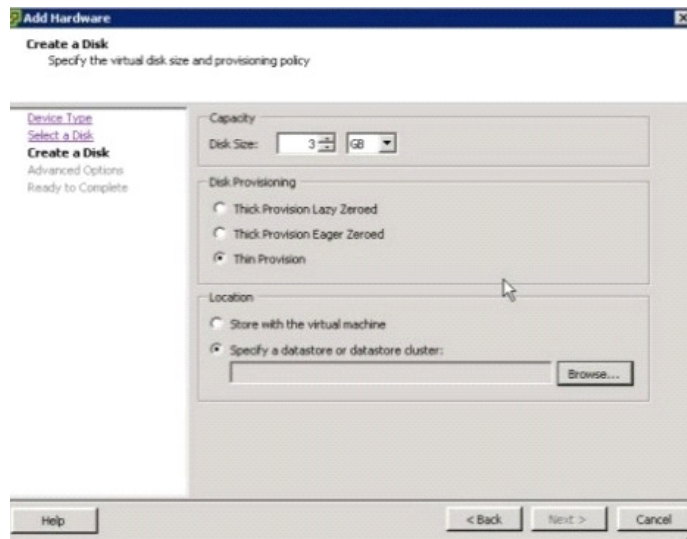 Add Hardware
Create a Disk
Specify the virtual disk size and provisioning policy
Device Type
Select a Disk
Create a Disk
Advanced Options
Ready to Complete
Capacity
Disk Size: 3 GB
Disk Provisioning
Thick Provision Lazy Zeroed
Thick Provision Eager Zeroed
Thin Provision
Location
Store with the virtual machine
Specify a datastore or datastore cluster:
Browse...
Help < Back Next > Cancel